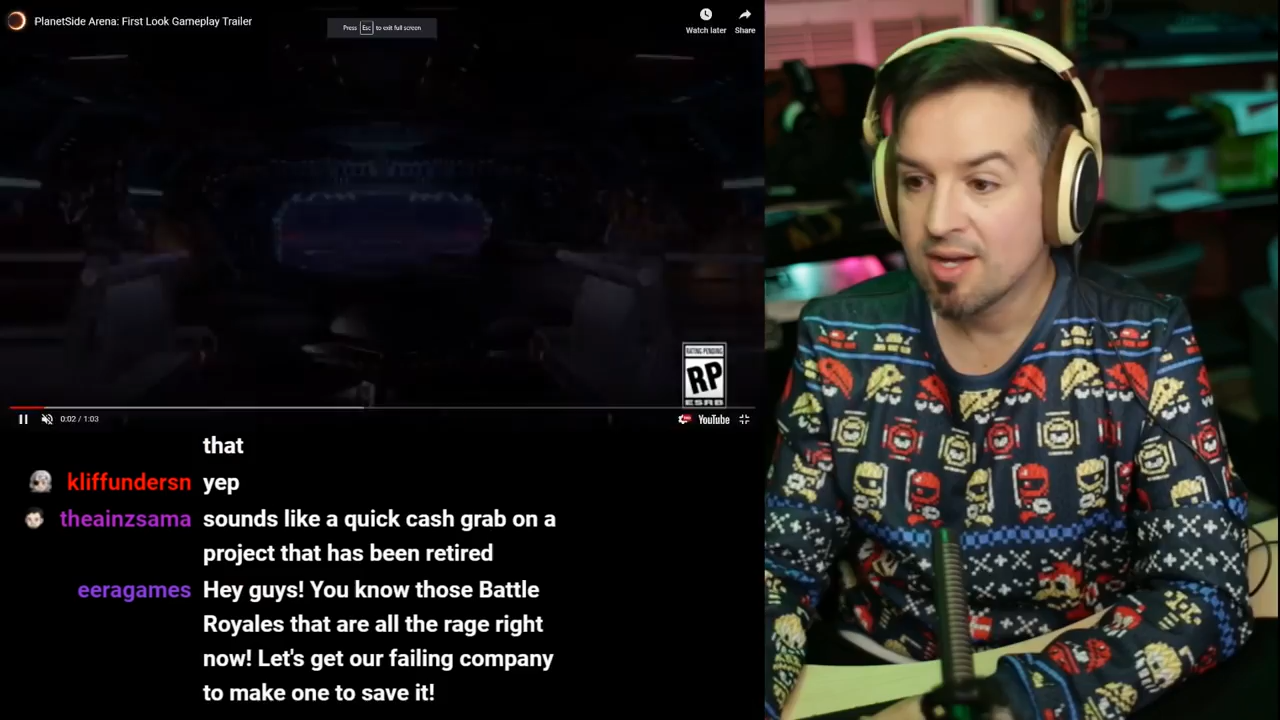 PlanetSide Arena: First Look Gameplay Trailer
Press Esc to exit full screen
Watch later
Share
RATING PENDING
RP
ESRB
0:02 / 1:03
YouTube
that
kliffundersn yep
theainzsama sounds like a quick cash grab on a
project that has been retired
eeragames Hey guys! You know those Battle
Royales that are all the rage right
now! Let's get our failing company
to make one to save it!